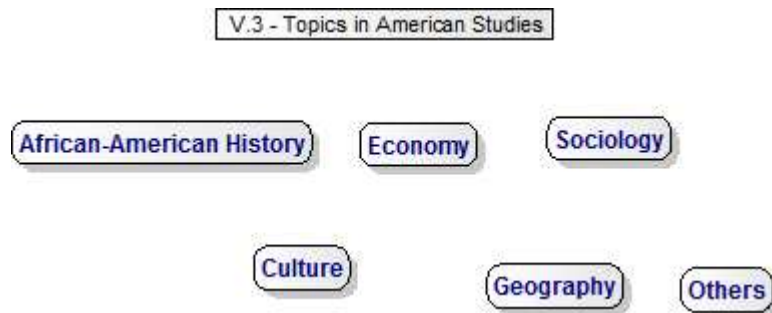 V.3 - Topics in American Studies
African-American History
Economy
Sociology
Culture
Geography
Others